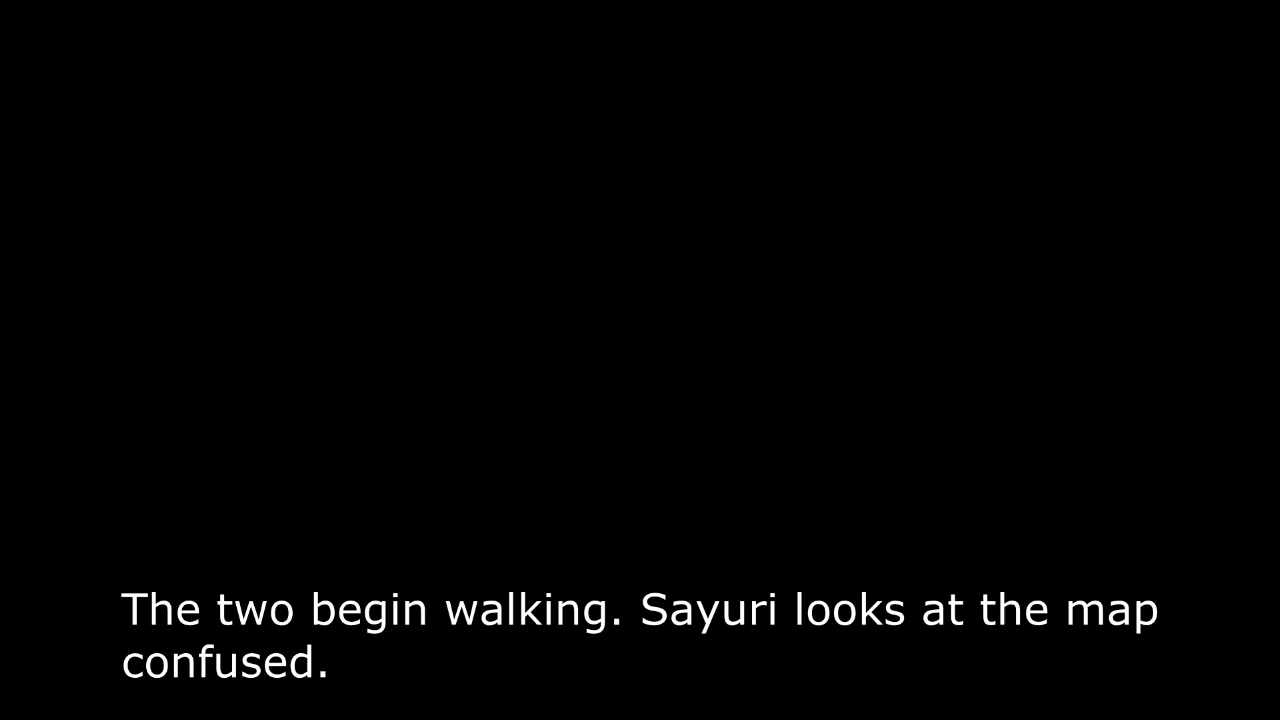 The two begin walking. Sayuri looks at the map
confused.